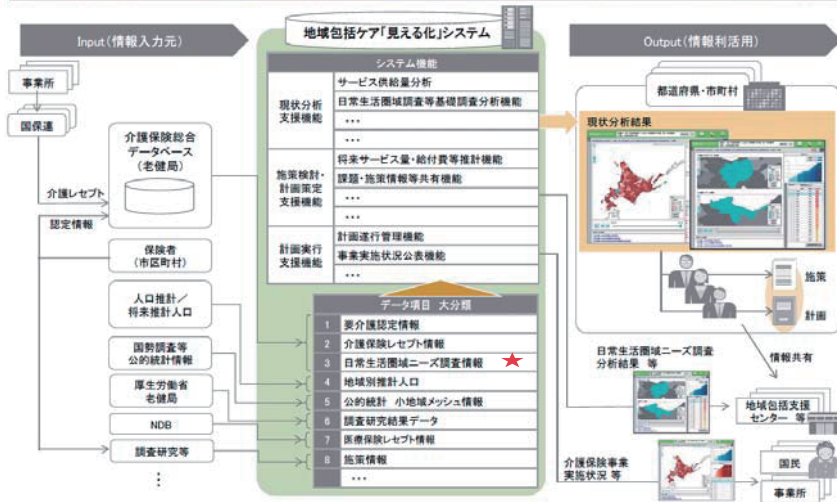 Input(情報入力元)
地域包括ケア「見える化」システム
Output(情報利活用)
事業所
国保連
介護保険総合
データベース
(老健局)
介護レセプト
認定情報
保険者
(市区町村)
人口推計/
将来推計人口
国勢調査等
公的統計情報
厚生労働省
老健局
NDB
調査研究等
⋮
システム機能
現状分析
支援機能
サービス供給量分析
日常生活圏域調査等基礎調査分析機能
・・・
・・・
施策検討・
計画策定
支援機能
将来サービス量・給付費等推計機能
課題・施策情報等共有機能
・・・
・・・
計画実行
支援機能
計画遂行管理機能
事業実施状況公表機能
・・・
データ項目 大分類
1 要介護認定情報
2 介護保険レセプト情報
3 日常生活圏域ニーズ調査情報
4 地域別推計人口
5 公的統計 小地域メッシュ情報
6 調査研究結果データ
7 医療保険レセプト情報
8 施策情報
・・・
都道府県・市町村
現状分析結果
施策
計画
日常生活圏域ニーズ調査
分析結果 等
情報共有
地域包括支援
センター 等
介護保険事業
実施状況 等
国民
事業所